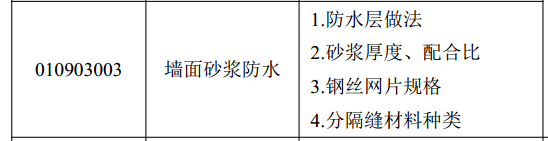 010903003
墙面砂浆防水
1.防水层做法
2.砂浆厚度、配合比
3.钢丝网片规格
4.分隔缝材料种类